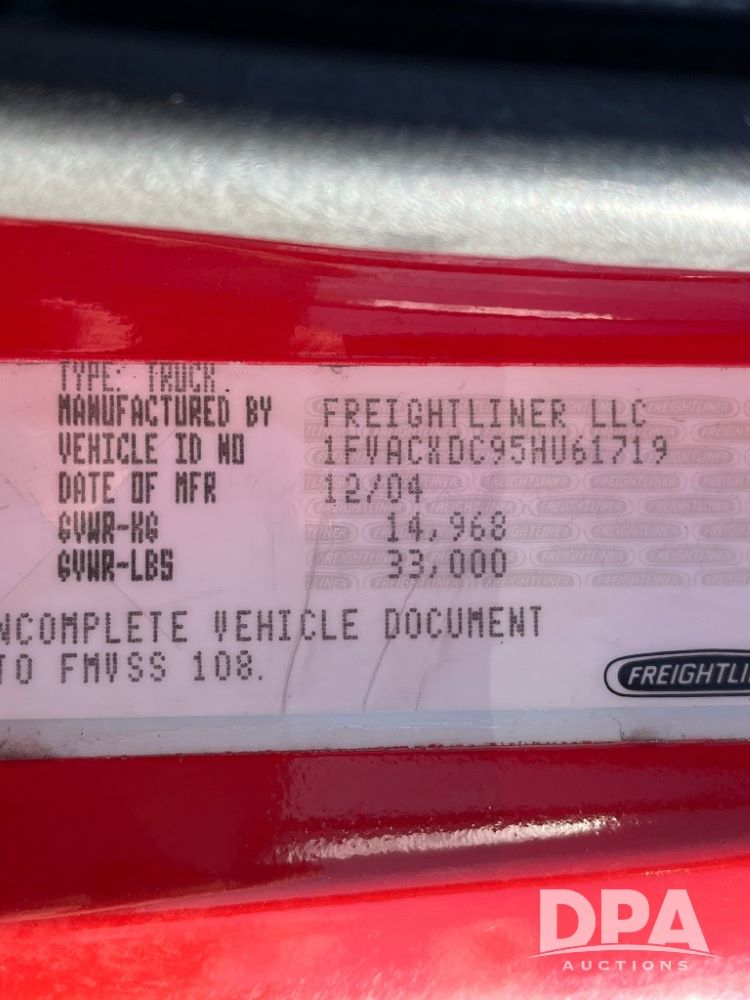 TYPE: TRUCK.
MANUFACTURED BY FREIGHTLINER LLC
VEHICLE ID NO 1FVACXDC95HU61719
DATE OF MFR 12/04
GVWR-KG 14,968
GVWR-LBS 33,000
NCOMPLETE VEHICLE DOCUMENT
TO FMVSS 108.
FREIGHTLI
DPA
AUCTIONS